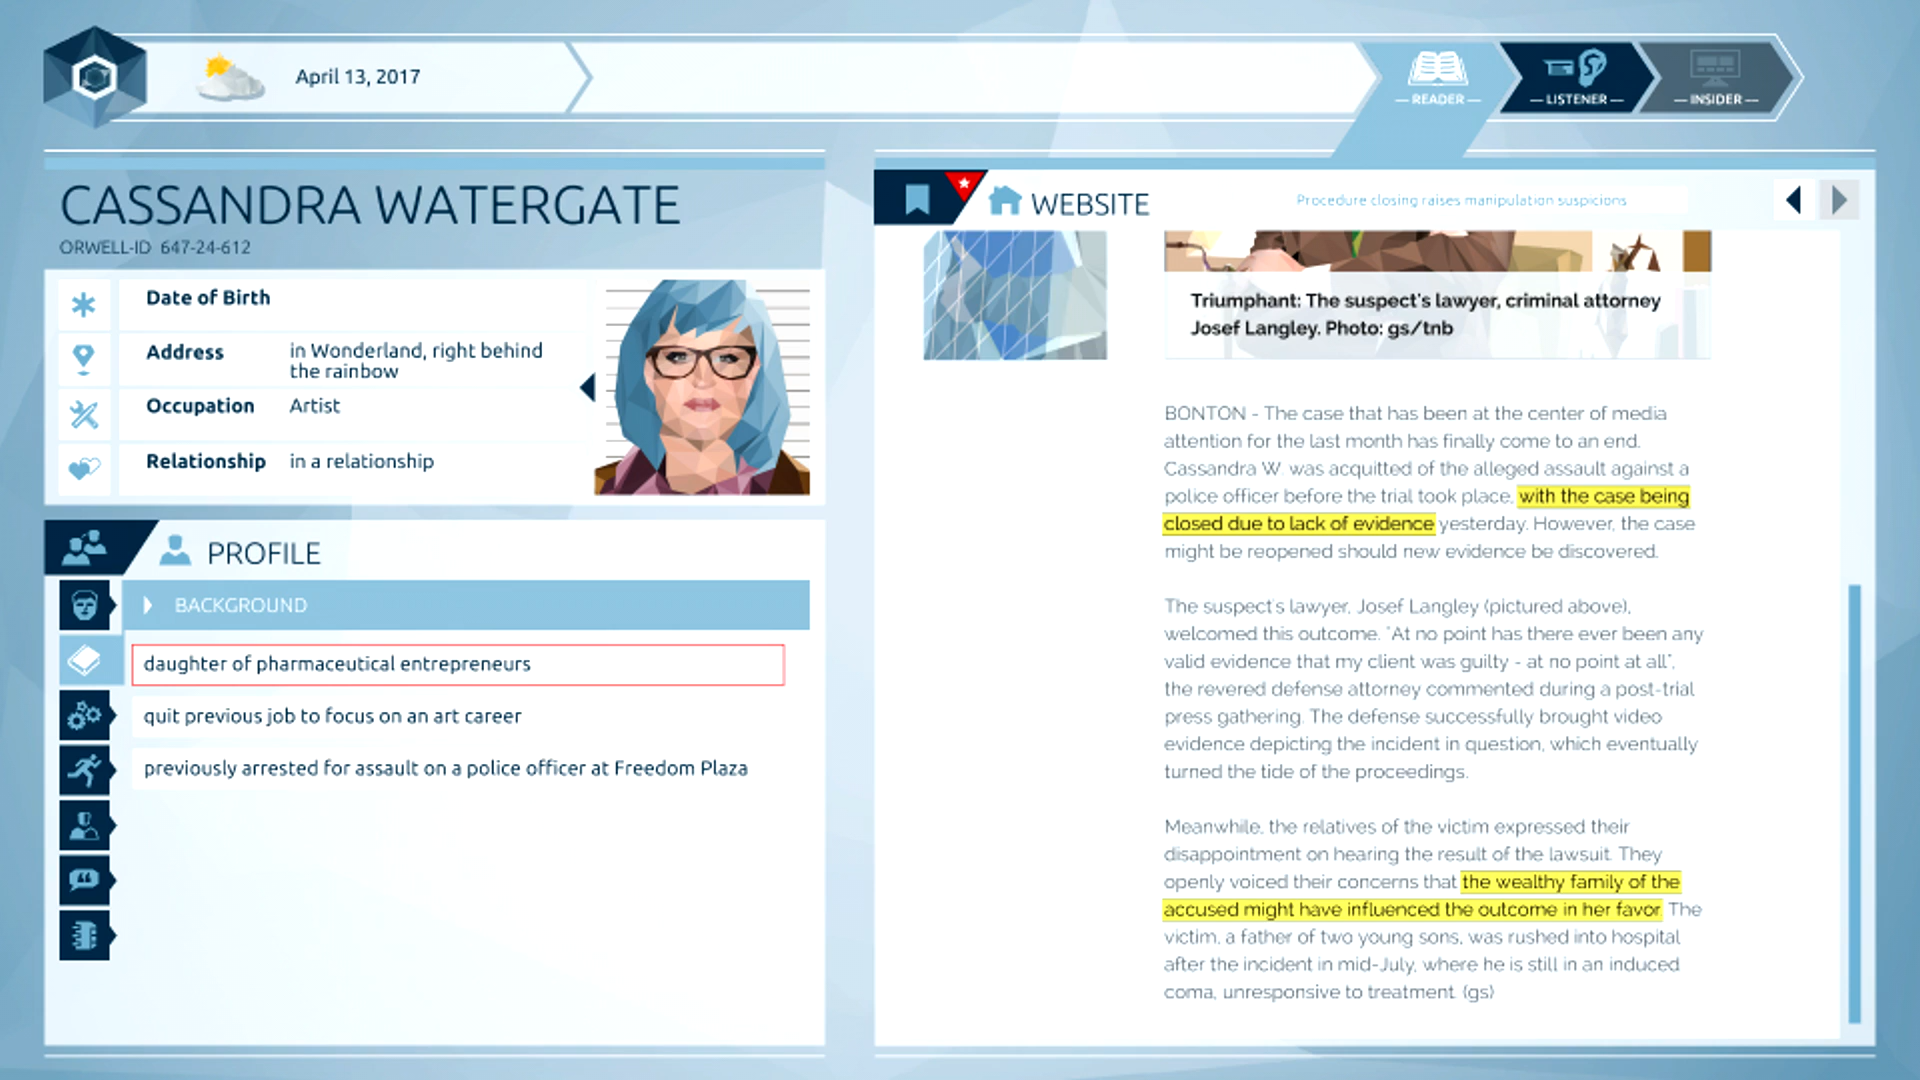 April 13, 2017
READER
LISTENER
INSIDER
CASSANDRA WATERGATE
ORWELL-ID 647-24-612
Date of Birth
Address in Wonderland, right behind
the rainbow
Occupation Artist
Relationship in a relationship
PROFILE
BACKGROUND
daughter of pharmaceutical entrepreneurs
quit previous job to focus on an art career
previously arrested for assault on a police officer at Freedom Plaza
WEBSITE
Procedure closing raises manipulation suspicions
Triumphant: The suspect's lawyer, criminal attorney
Josef Langley. Photo: gs/tnb
BONTON - The case that has been at the center of media
attention for the last month has finally come to an end.
Cassandra W. was acquitted of the alleged assault against a
police officer before the trial took place, with the case being
closed due to lack of evidence yesterday. However, the case
might be reopened should new evidence be discovered.
The suspect's lawyer, Josef Langley (pictured above),
welcomed this outcome. "At no point has there ever been any
valid evidence that my client was guilty - at no point at all",
the revered defense attorney commented during a post-trial
press gathering. The defense successfully brought video
evidence depicting the incident in question, which eventually
turned the tide of the proceedings.
Meanwhile, the relatives of the victim expressed their
disappointment on hearing the result of the lawsuit. They
openly voiced their concerns that the wealthy family of the
accused might have influenced the outcome in her favor. The
victim, a father of two young sons, was rushed into hospital
after the incident in mid-July, where he is still in an induced
coma, unresponsive to treatment. (gs)